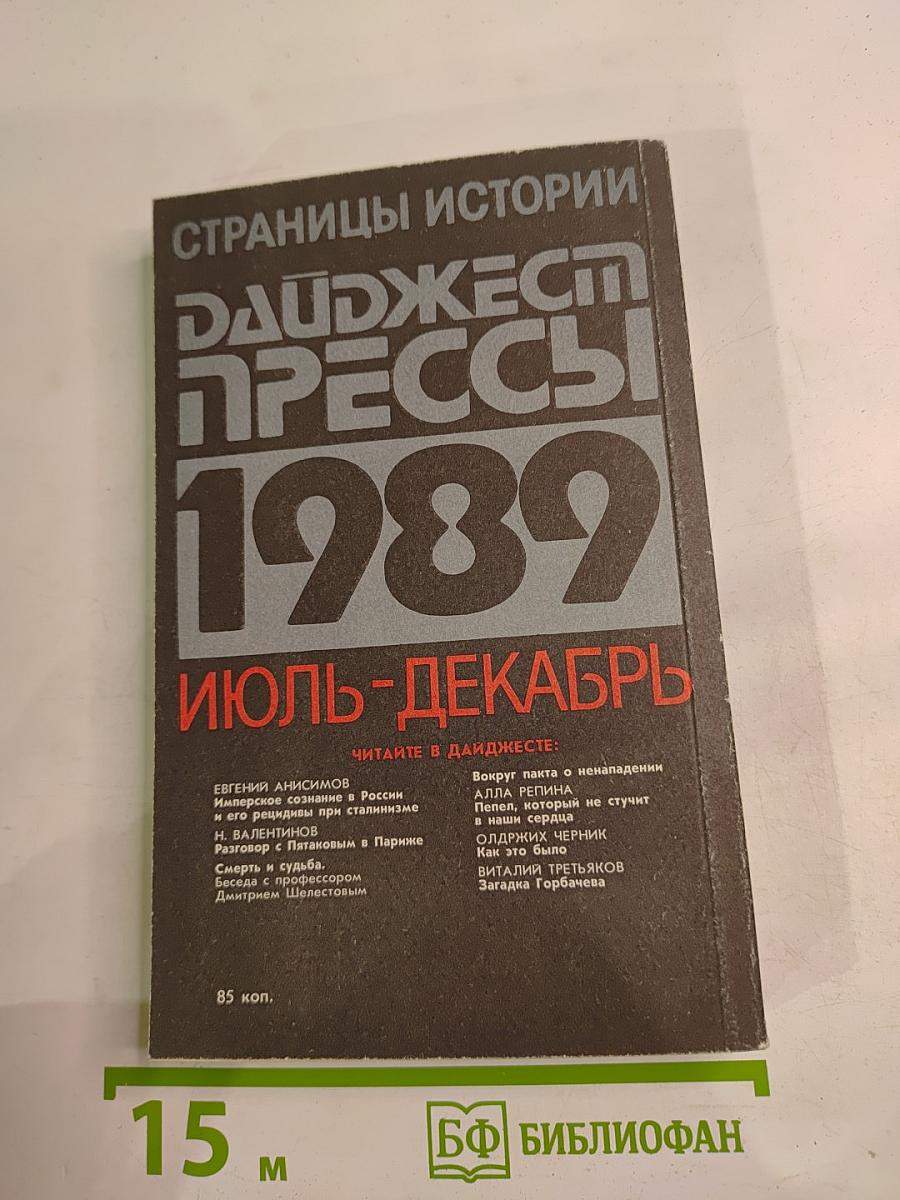 СТРАНИЦЫ ИСТОРИИ
ДАЙДЖЕСТ
ПРЕССЫ
1989
ИЮЛЬ-ДЕКАБРЬ
ЧИТАЙТЕ В ДАЙДЖЕСТЕ:
ЕВГЕНИЙ АНИСИМОВ
Имперское сознание в России
и его рецидивы при сталинизме
Н. ВАЛЕНТИНОВ
Разговор с Пятаковым в Париже
Смерть и судьба.
Беседа с профессором
Дмитрием Шелестовым
Вокруг пакта о ненападении
АЛЛА РЕПИНА
Пепел, который не стучит
в наши сердца
ОЛДРЖИХ ЧЕРНИК
Как это было
ВИТАЛИЙ ТРЕТЬЯКОВ
Загадка Горбачева
85 коп.
15 м
БФ БИБЛИОФАН